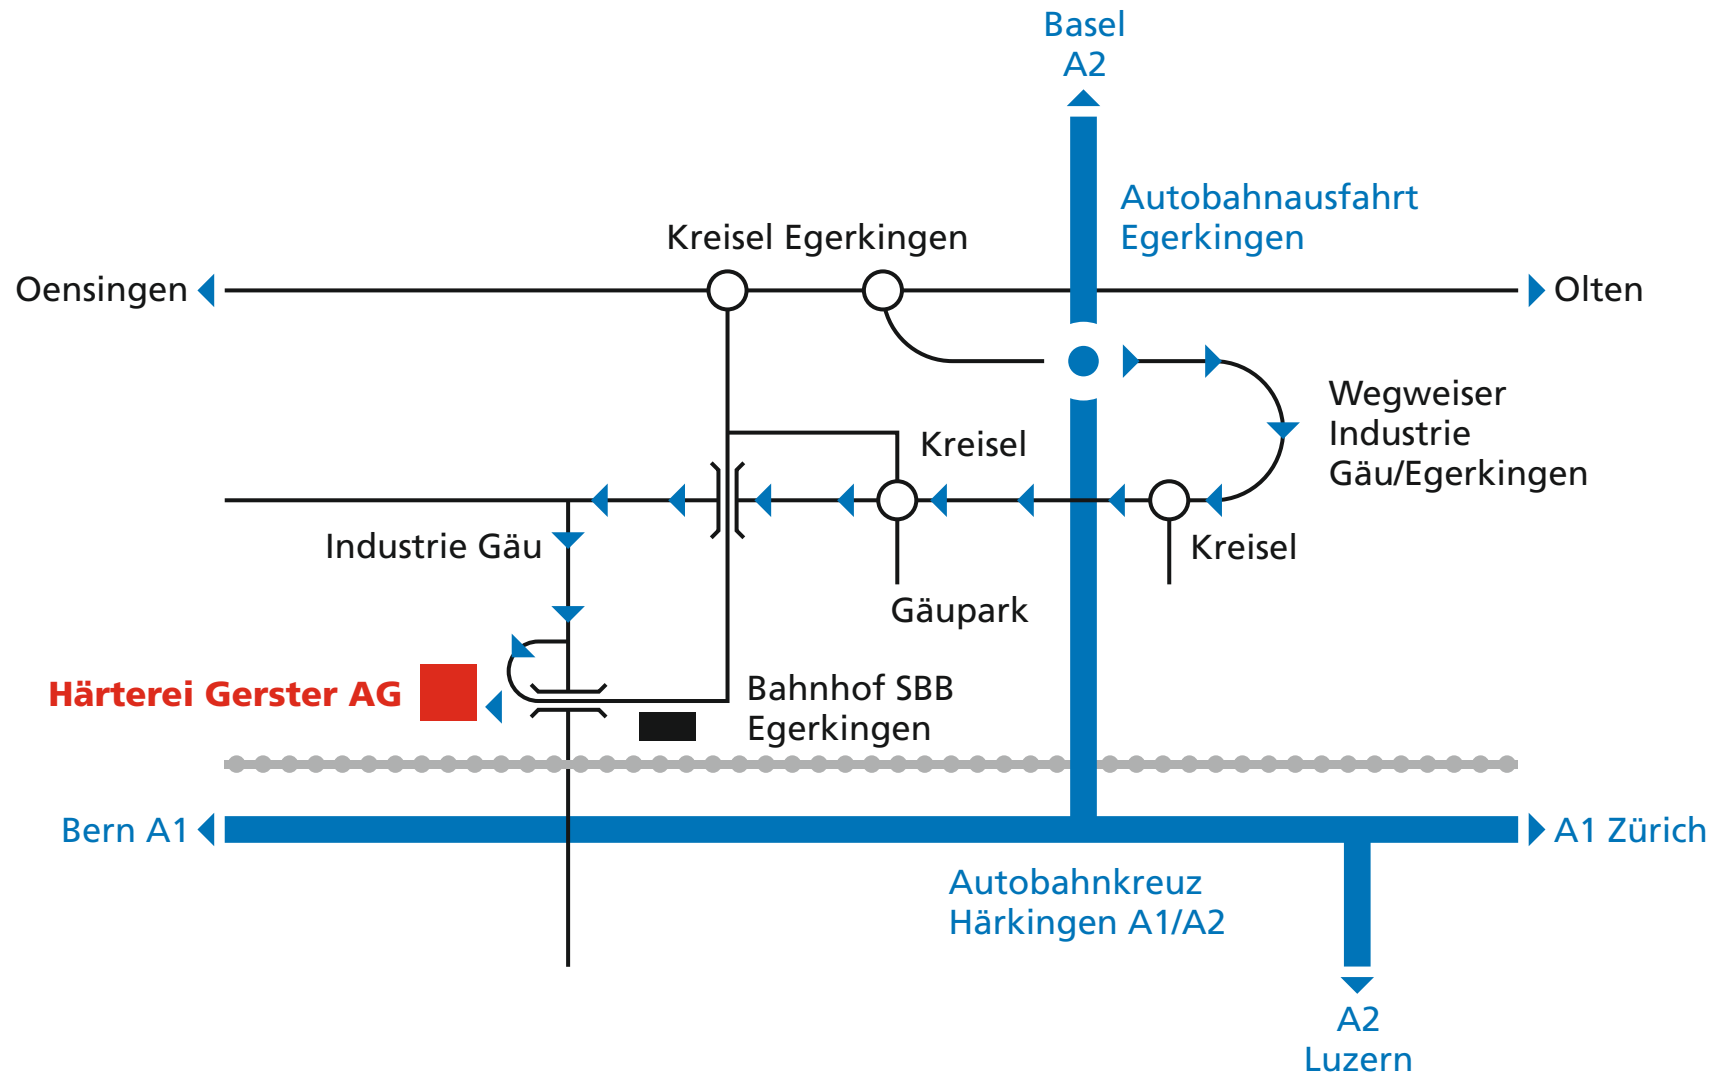 Basel
A2
Autobahnausfahrt
Egerkingen
Kreisel Egerkingen
Oensingen
Olten
Wegweiser
Industrie
Gäu/Egerkingen
Kreisel
Industrie Gäu
Kreisel
Gäupark
Härterei Gerster AG
Bahnhof SBB
Egerkingen
Bern A1
A1 Zürich
Autobahnkreuz
Härkingen A1/A2
A2
Luzern